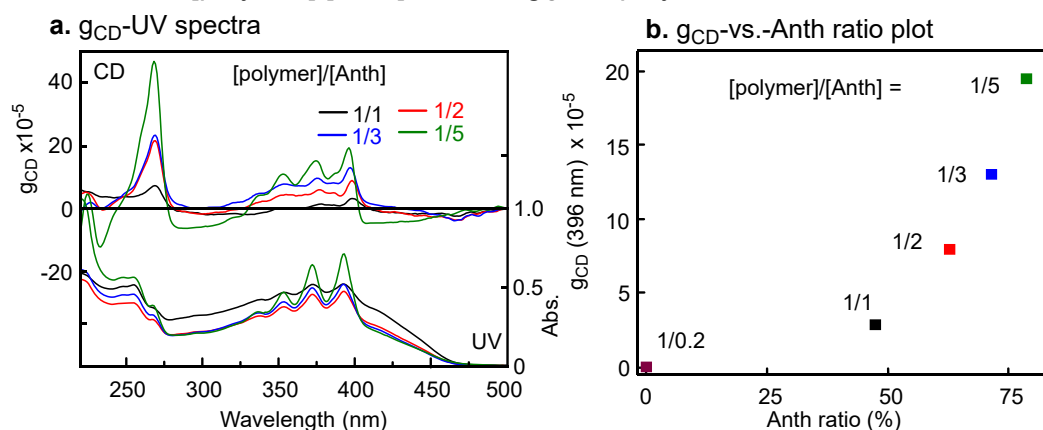 a. gCD-UV spectra
CD
[polymer]/[Anth]
1/1
1/2
1/3
1/5
gCD x10-5
40
20
0
-20
1.0
0.5
0
Abs.
UV
250
300
350
400
450
500
Wavelength (nm)
b. gCD-vs.-Anth ratio plot
[polymer]/[Anth] =
1/5
1/3
1/2
1/1
1/0.2
gCD (396 nm) x 10-5
20
15
10
5
0
0
25
50
75
Anth ratio (%)